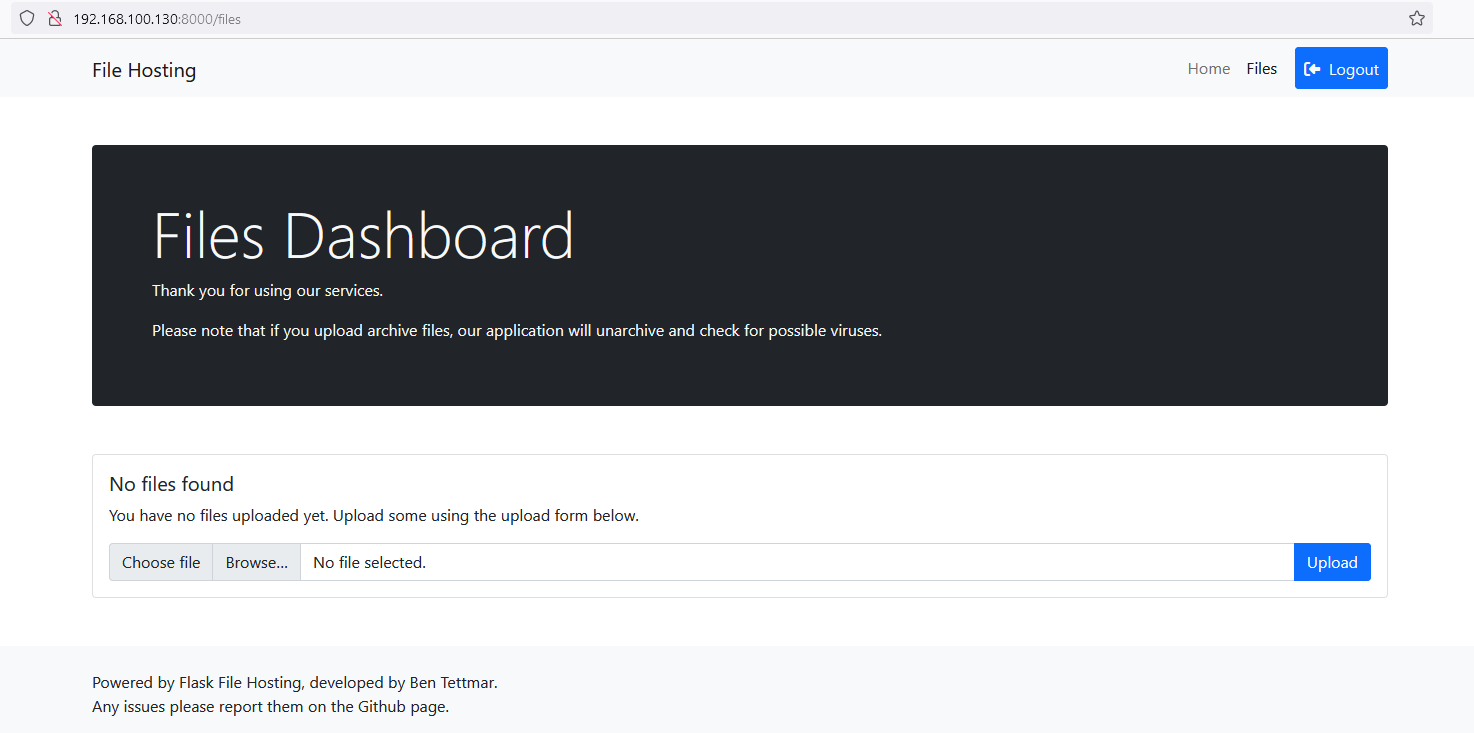 192.168.100.130:8000/files
File Hosting
Home Files Logout
Files Dashboard
Thank you for using our services.
Please note that if you upload archive files, our application will unarchive and check for possible viruses.
No files found
You have no files uploaded yet. Upload some using the upload form below.
Choose file Browse... No file selected. Upload
Powered by Flask File Hosting, developed by Ben Tettmar.
Any issues please report them on the Github page.